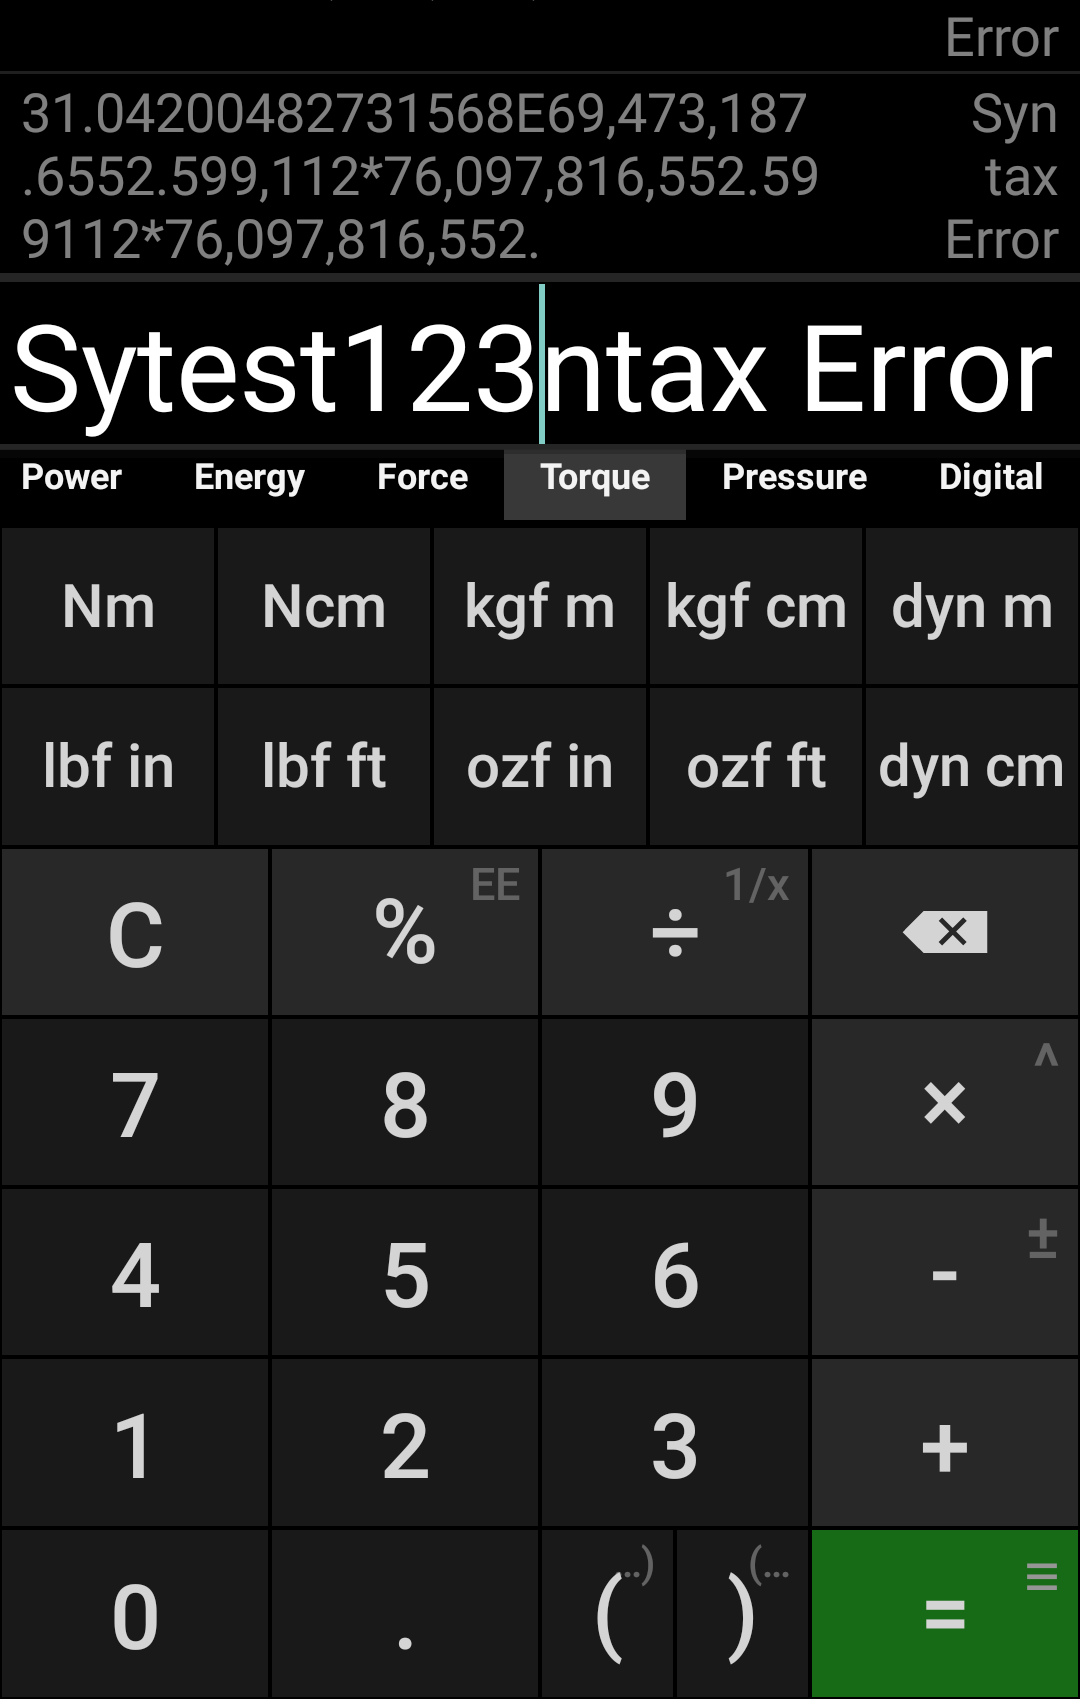 Error
31.04200482731568E69,473,187
.6552.599,112*76,097,816,552.59
9112*76,097,816,552.
Syn
tax
Error
Sytest123ntax Error
Power Energy Force Torque Pressure Digital
Nm Ncm kgf m kgf cm dyn m
lbf in lbf ft ozf in ozf ft dyn cm
C % EE ÷ 1/x
7 8 9 × ^
4 5 6 - ±
1 2 3 + 
0 . ( ..) ) (... = ≡